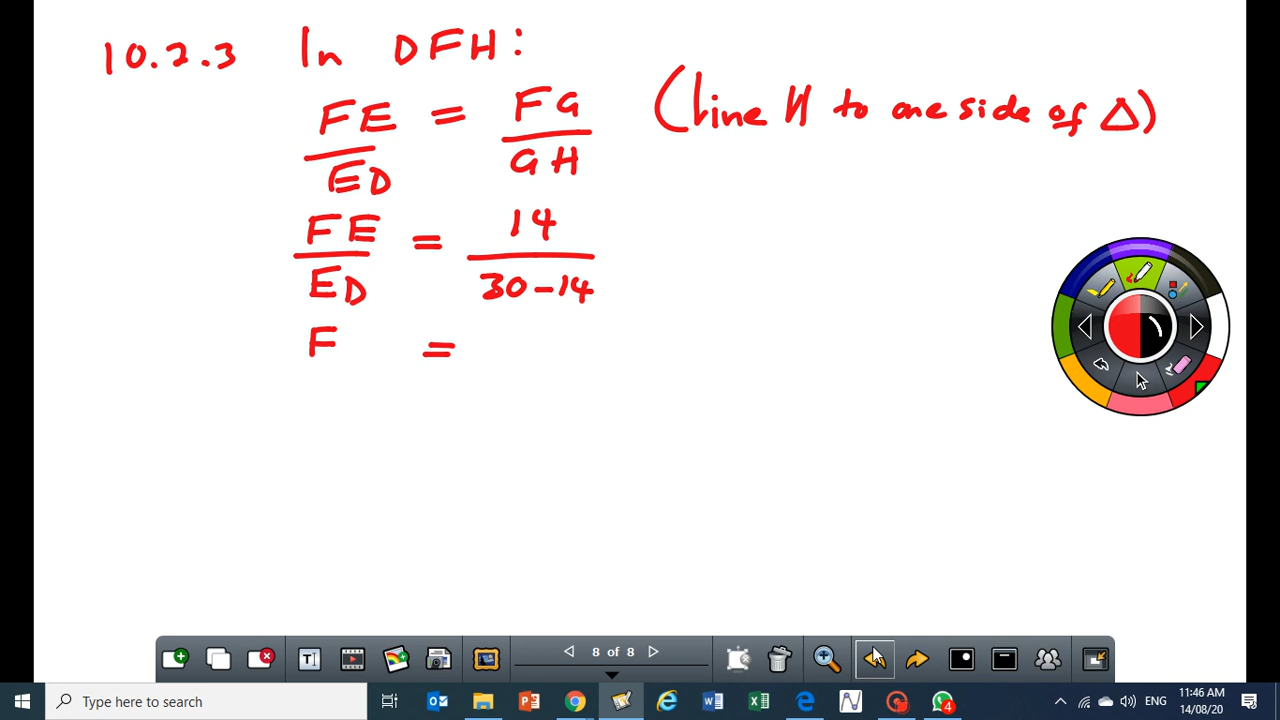 10.2.3 In DFH:
FE/ED = FG/GH (Line // to one side of Δ)
FE/ED = 14/30-14
F =
8 of 8
Type here to search
4
ENG
11:46 AM
14/08/20